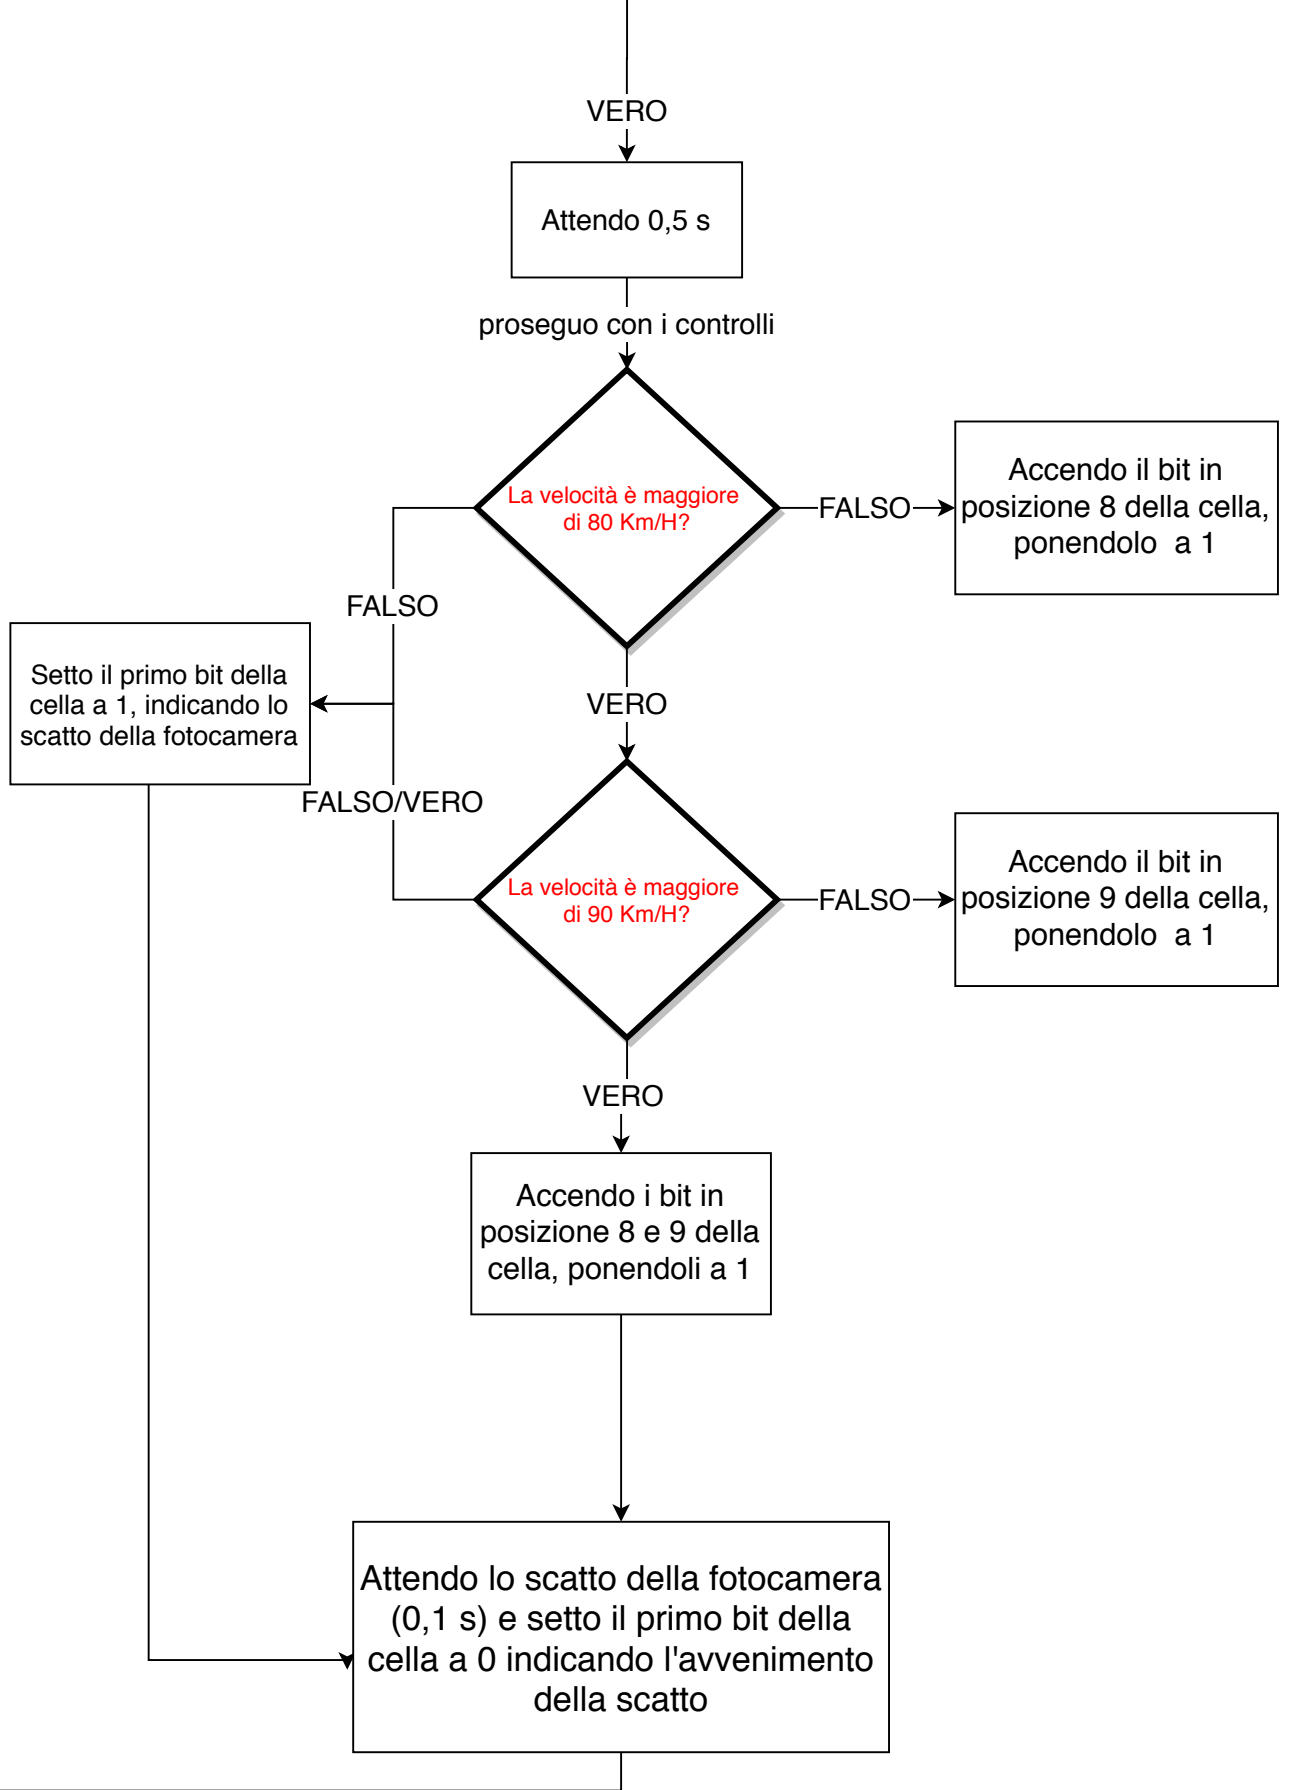 VERO
Attendo 0,5 s
proseguo con i controlli
La velocità è maggiore
di 80 Km/H?
FALSO
Accendo il bit in
posizione 8 della cella,
ponendolo  a 1
FALSO
Setto il primo bit della
cella a 1, indicando lo
scatto della fotocamera
VERO
FALSO/VERO
La velocità è maggiore
di 90 Km/H?
FALSO
Accendo il bit in
posizione 9 della cella,
ponendolo  a 1
VERO
Accendo i bit in
posizione 8 e 9 della
cella, ponendoli a 1
Attendo lo scatto della fotocamera
(0,1 s) e setto il primo bit della
cella a 0 indicando l'avvenimento
della scatto